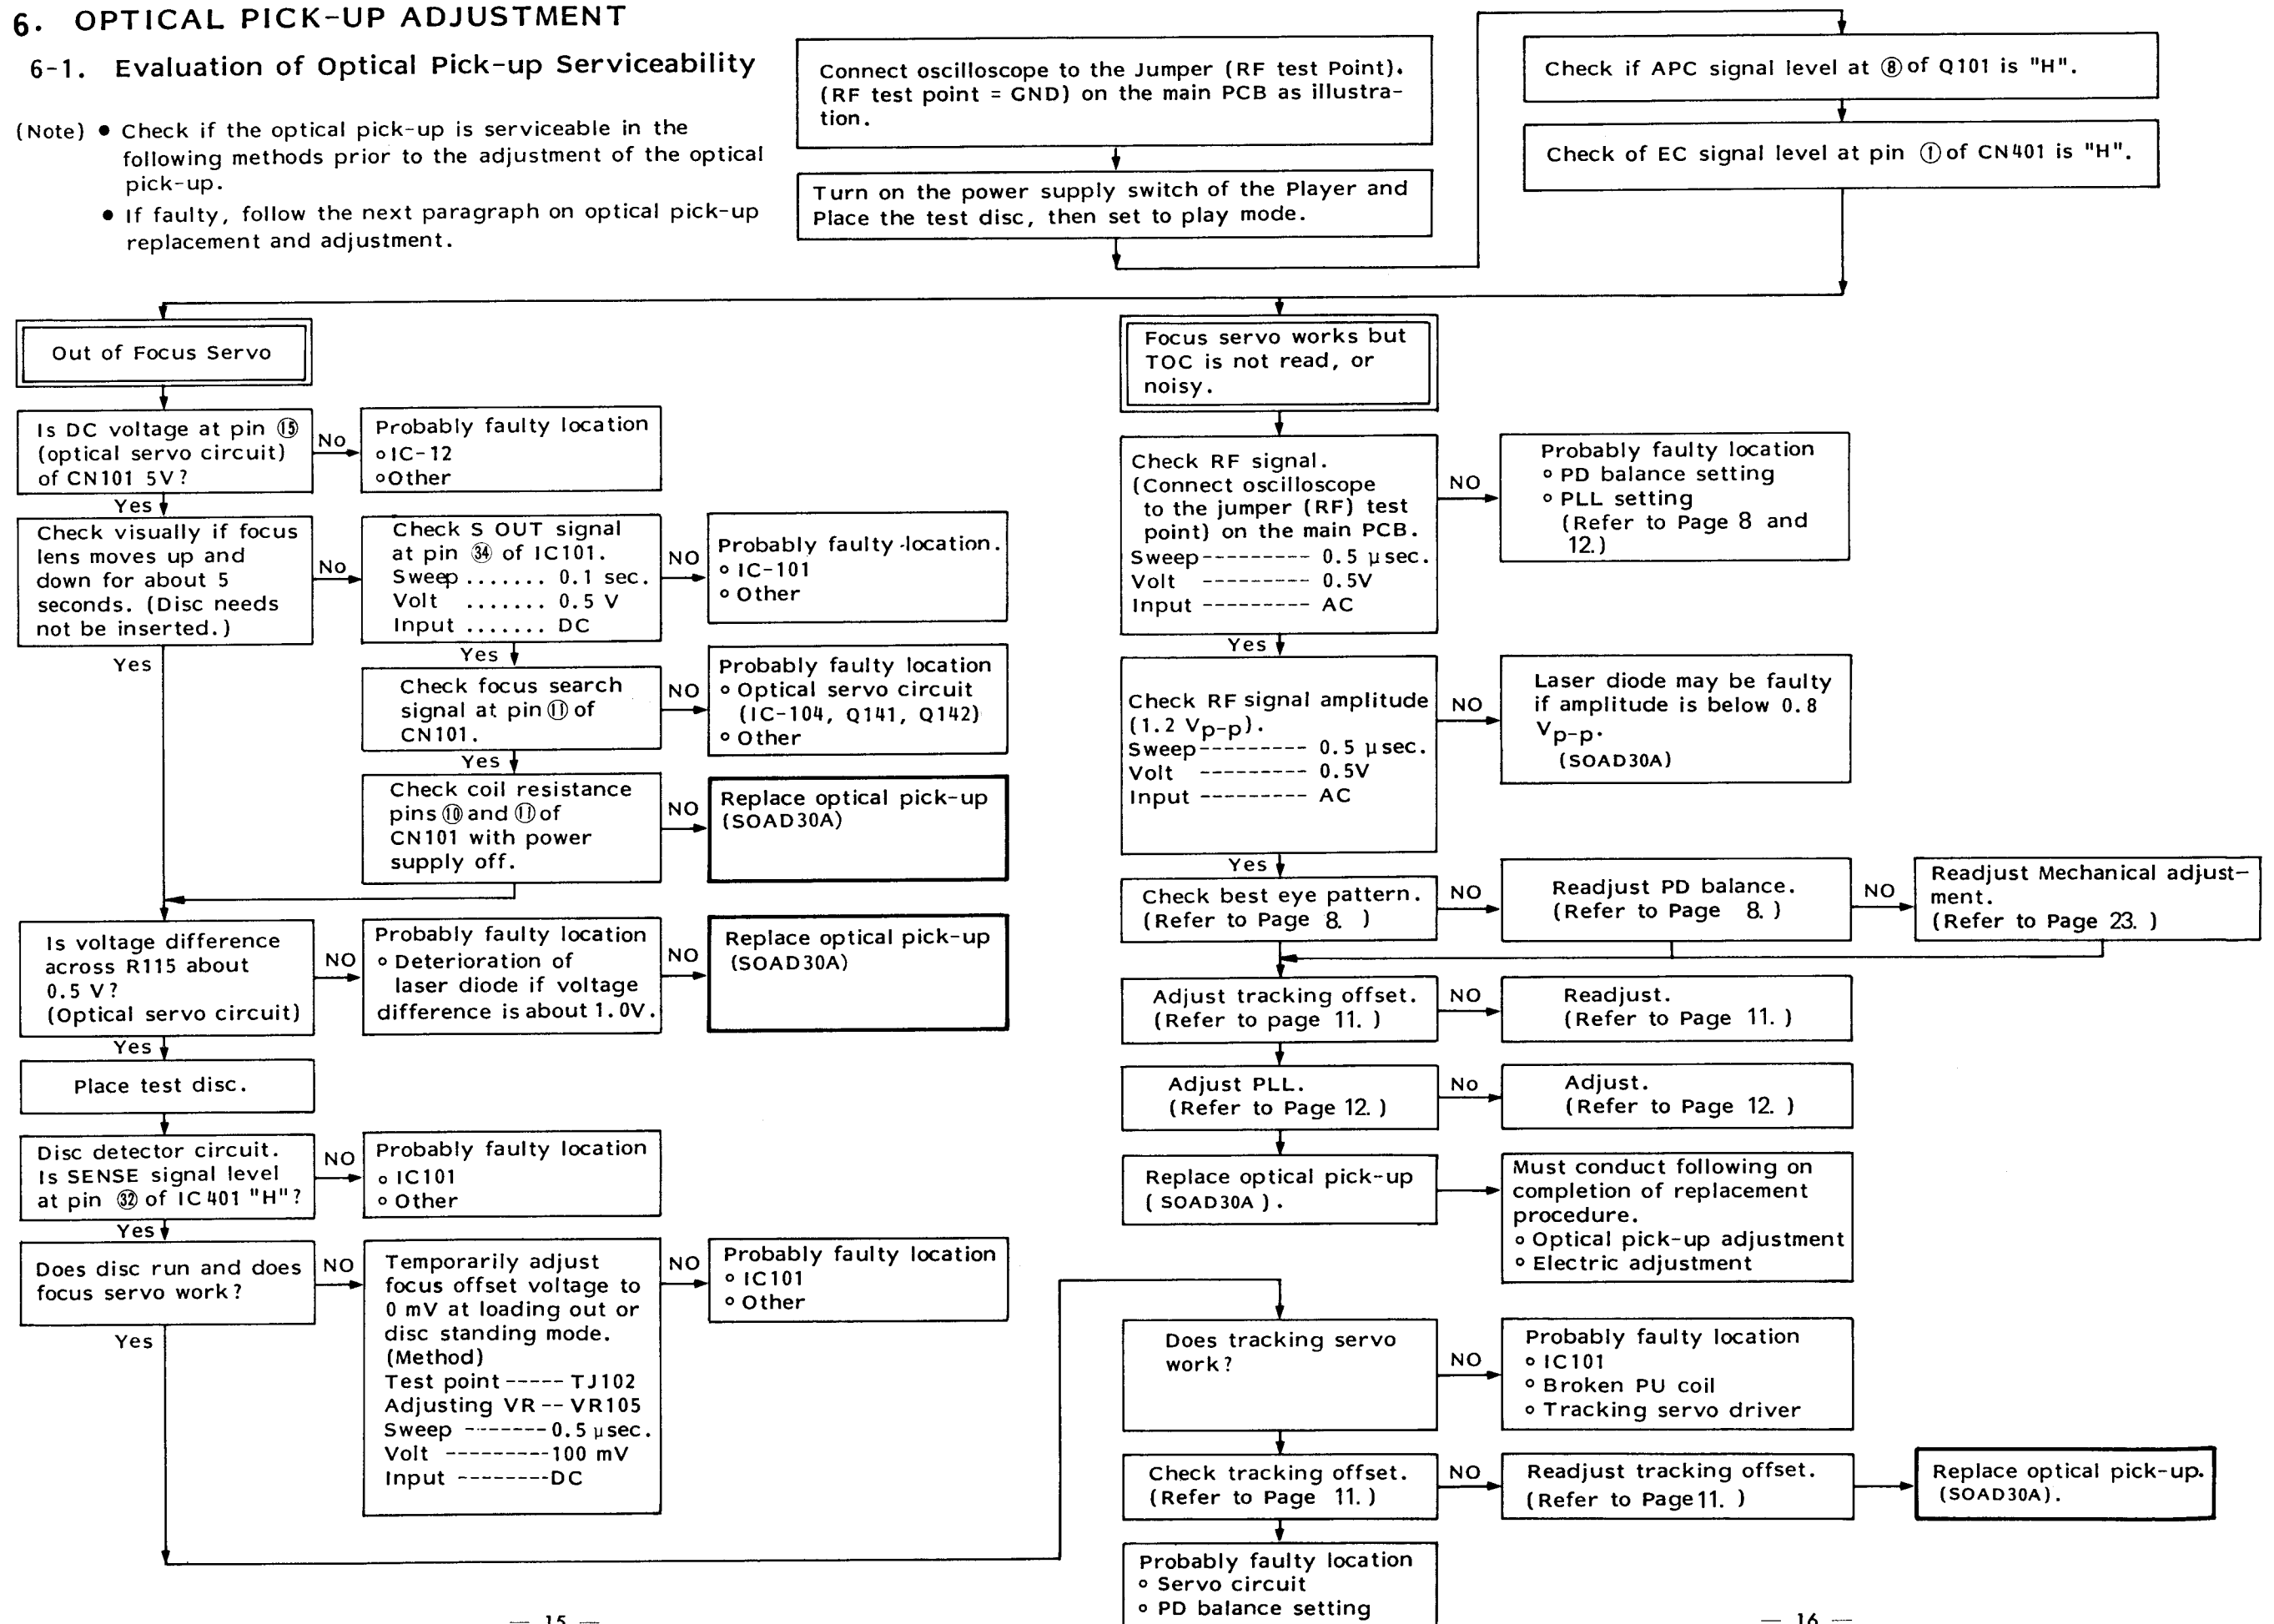 6. OPTICAL PICK-UP ADJUSTMENT
6-1. Evaluation of Optical Pick-up Serviceability
(Note) ● Check if the optical pick-up is serviceable in the
following methods prior to the adjustment of the optical
pick-up.
● If faulty, follow the next paragraph on optical pick-up
replacement and adjustment.
Connect oscilloscope to the Jumper (RF test Point).
(RF test point = GND) on the main PCB as illustra-
tion.
Turn on the power supply switch of the Player and
Place the test disc, then set to play mode.
Check if APC signal level at ⑧ of Q101 is "H".
Check of EC signal level at pin ① of CN401 is "H".
Out of Focus Servo
Is DC voltage at pin ⑮
(optical servo circuit)
of CN101 5V?
No
Probably faulty location
○ IC-12
○ Other
Yes
Check visually if focus
lens moves up and
down for about 5
seconds. (Disc needs
not be inserted.)
No
Check S OUT signal
at pin ㉞ of IC101.
Sweep ....... 0.1 sec.
Volt ....... 0.5 V
Input ....... DC
NO
Probably faulty location.
○ IC-101
○ Other
Yes
Yes
Check focus search
signal at pin ⑪ of
CN101.
NO
Probably faulty location
○ Optical servo circuit
(IC-104, Q141, Q142)
○ Other
Yes
Check coil resistance
pins ⑩ and ⑪ of
CN101 with power
supply off.
NO
Replace optical pick-up
(SOAD30A)
Is voltage difference
across R115 about
0.5 V?
(Optical servo circuit)
NO
Probably faulty location
○ Deterioration of
laser diode if voltage
difference is about 1.0V.
NO
Replace optical pick-up
(SOAD30A)
Yes
Place test disc.
Disc detector circuit.
Is SENSE signal level
at pin ㉜ of IC401 "H"?
NO
Probably faulty location
○ IC101
○ Other
Yes
Does disc run and does
focus servo work?
NO
Temporarily adjust
focus offset voltage to
0 mV at loading out or
disc standing mode.
(Method)
Test point ----- TJ102
Adjusting VR -- VR105
Sweep ------- 0.5 μsec.
Volt --------- 100 mV
Input -------- DC
NO
Probably faulty location
○ IC101
○ Other
Yes
— 15 —
Focus servo works but
TOC is not read, or
noisy.
Check RF signal.
(Connect oscilloscope
to the jumper (RF) test
point) on the main PCB.
Sweep --------- 0.5 μsec.
Volt --------- 0.5V
Input --------- AC
NO
Probably faulty location
○ PD balance setting
○ PLL setting
(Refer to Page 8 and
12.)
Yes
Check RF signal amplitude
(1.2 Vp-p).
Sweep --------- 0.5 μsec.
Volt --------- 0.5V
Input --------- AC
NO
Laser diode may be faulty
if amplitude is below 0.8
Vp-p.
(SOAD30A)
Yes
Check best eye pattern.
(Refer to Page 8. )
NO
Readjust PD balance.
(Refer to Page 8. )
NO
Readjust Mechanical adjust-
ment.
(Refer to Page 23. )
Adjust tracking offset.
(Refer to page 11. )
NO
Readjust.
(Refer to Page 11. )
Adjust PLL.
(Refer to Page 12. )
No
Adjust.
(Refer to Page 12. )
Replace optical pick-up
( SOAD30A ).
Must conduct following on
completion of replacement
procedure.
○ Optical pick-up adjustment
○ Electric adjustment
Does tracking servo
work?
NO
Probably faulty location
○ IC101
○ Broken PU coil
○ Tracking servo driver
Check tracking offset.
(Refer to Page 11. )
NO
Readjust tracking offset.
(Refer to Page 11. )
Replace optical pick-up.
(SOAD30A).
Probably faulty location
○ Servo circuit
○ PD balance setting
— 16 —